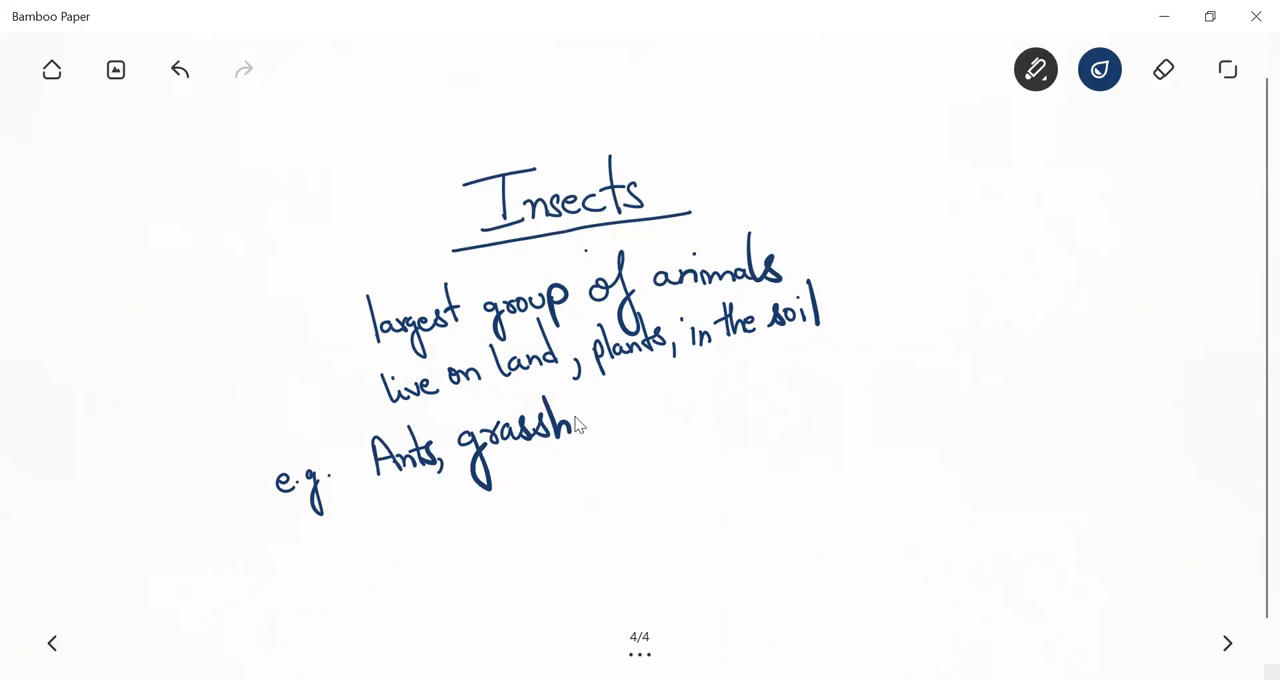 Bamboo Paper
Insects
largest group of animals
live on land, plants, in the soil
e.g. Ants, grassh
4/4